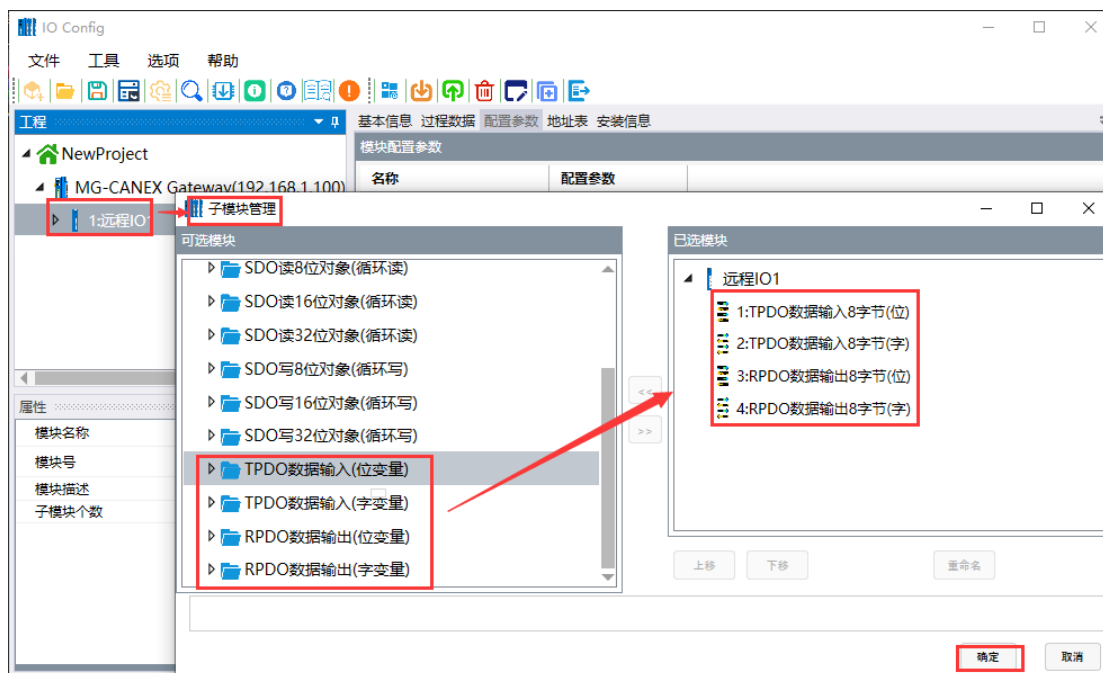 IO Config
文件 工具 选项 帮助
工程
基本信息 过程数据 配置参数 地址表 安装信息
NewProject
模块配置参数
MG-CANEX Gateway(192.168.1.100)
名称 配置参数
1:远程IO1
子模块管理
可选模块
已选模块
SDO读8位对象(循环读)
SDO读16位对象(循环读)
SDO读32位对象(循环读)
SDO写8位对象(循环写)
SDO写16位对象(循环写)
SDO写32位对象(循环写)
TPDO数据输入(位变量)
TPDO数据输入(字变量)
RPDO数据输出(位变量)
RPDO数据输出(字变量)
<<
>>
远程IO1
1:TPDO数据输入8字节(位)
2:TPDO数据输入8字节(字)
3:RPDO数据输出8字节(位)
4:RPDO数据输出8字节(字)
属性
模块名称
模块号
模块描述
子模块个数
上移 下移 重命名
确定 取消